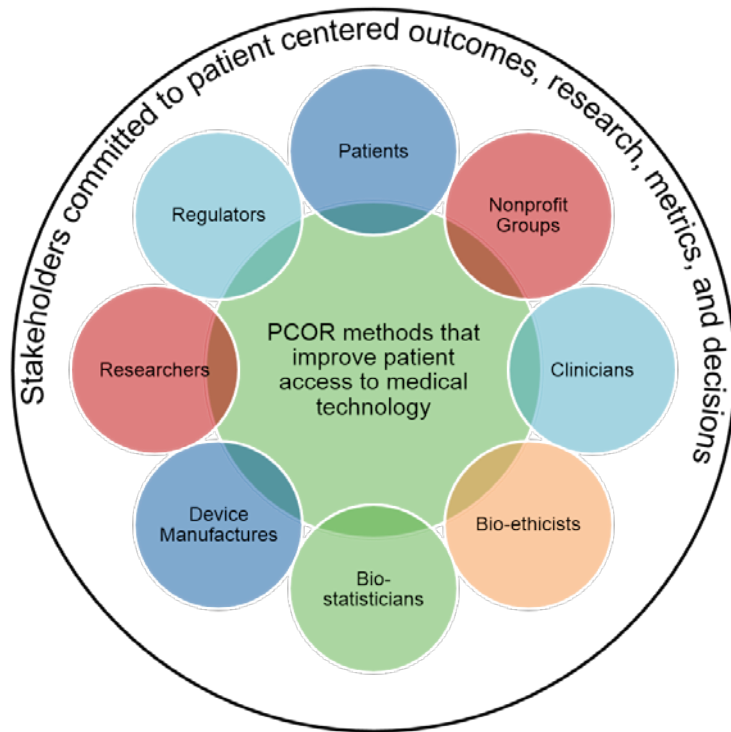 Stakeholders committed to patient centered outcomes, research, metrics, and decisions
Patients
Nonprofit
Groups
Clinicians
Bio-ethicists
Bio-
statisticians
Device
Manufactures
Researchers
Regulators
PCOR methods that
improve patient
access to medical
technology